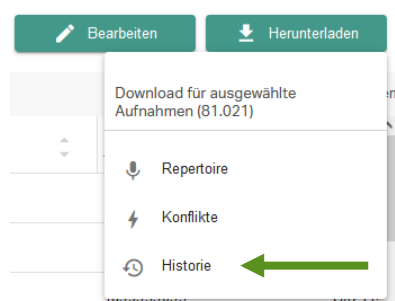 Bearbeiten
Herunterladen
Download für ausgewählte
Aufnahmen (81.021)
Repertoire
Konflikte
Historie